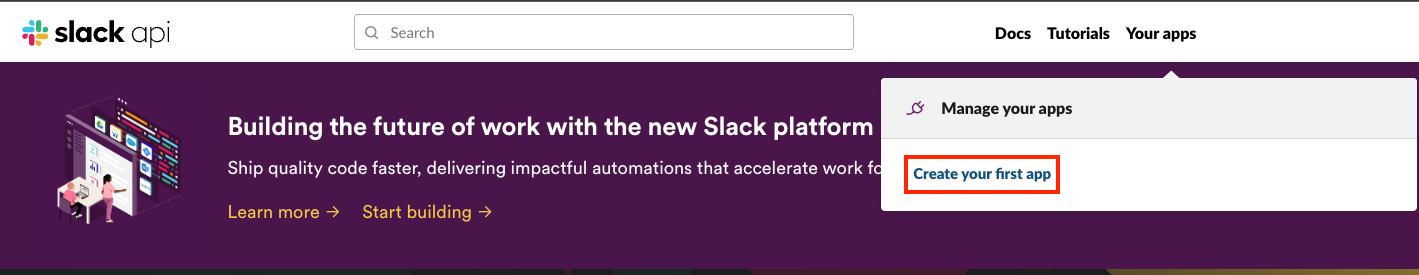 slack api
Search
Docs Tutorials Your apps
Manage your apps
Create your first app
Building the future of work with the new Slack platform
Ship quality code faster, delivering impactful automations that accelerate work fo
Learn more → Start building →